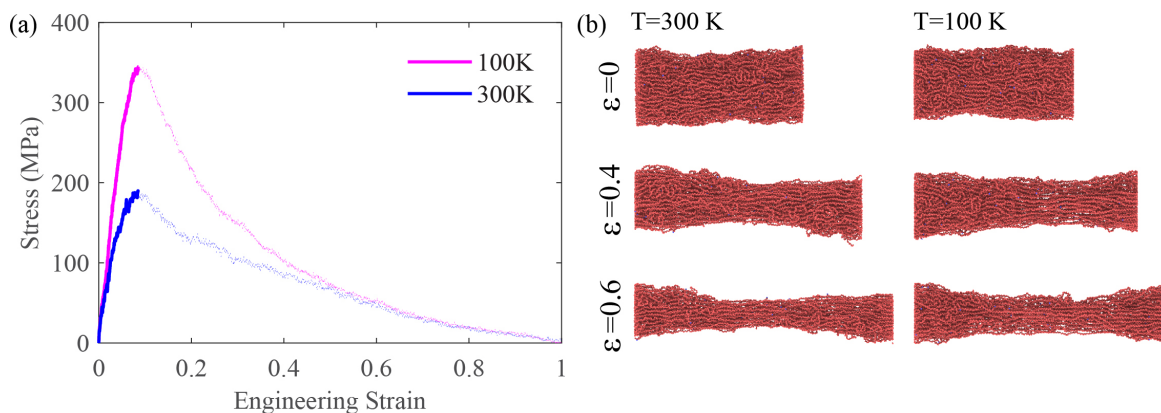 (a)
400
300
200
100
0
Stress (MPa)
100K
300K
0
0.2
0.4
0.6
0.8
1
Engineering Strain
(b)
T=300 K
T=100 K
ε=0
ε=0.4
ε=0.6